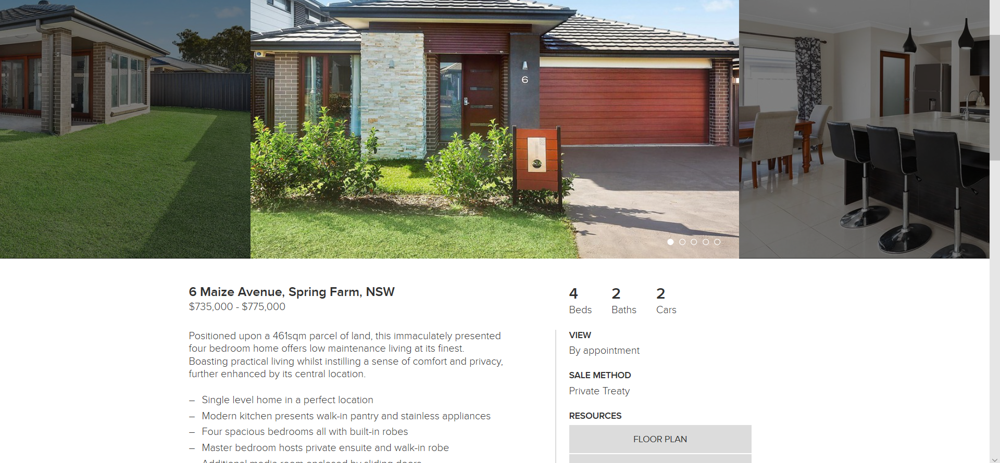 6
6 Maize Avenue, Spring Farm, NSW
$735,000 - $775,000
4 2 2
Beds Baths Cars
Positioned upon a 461sqm parcel of land, this immaculately presented
four bedroom home offers low maintenance living at its finest.
Boasting practical living whilst instilling a sense of comfort and privacy,
further enhanced by its central location.
– Single level home in a perfect location
– Modern kitchen presents walk-in pantry and stainless appliances
– Four spacious bedrooms all with built-in robes
– Master bedroom hosts private ensuite and walk-in robe
Additional media room enclosed by sliding doors
VIEW
By appointment
SALE METHOD
Private Treaty
RESOURCES
FLOOR PLAN